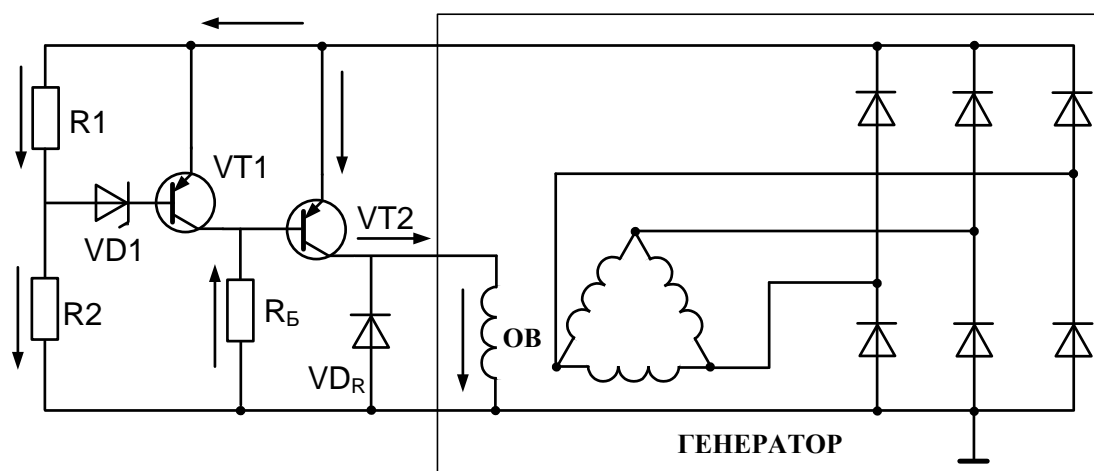 R1
VT1
VT2
VD1
R2
RБ
ОВ
VDR
ГЕНЕРАТОР